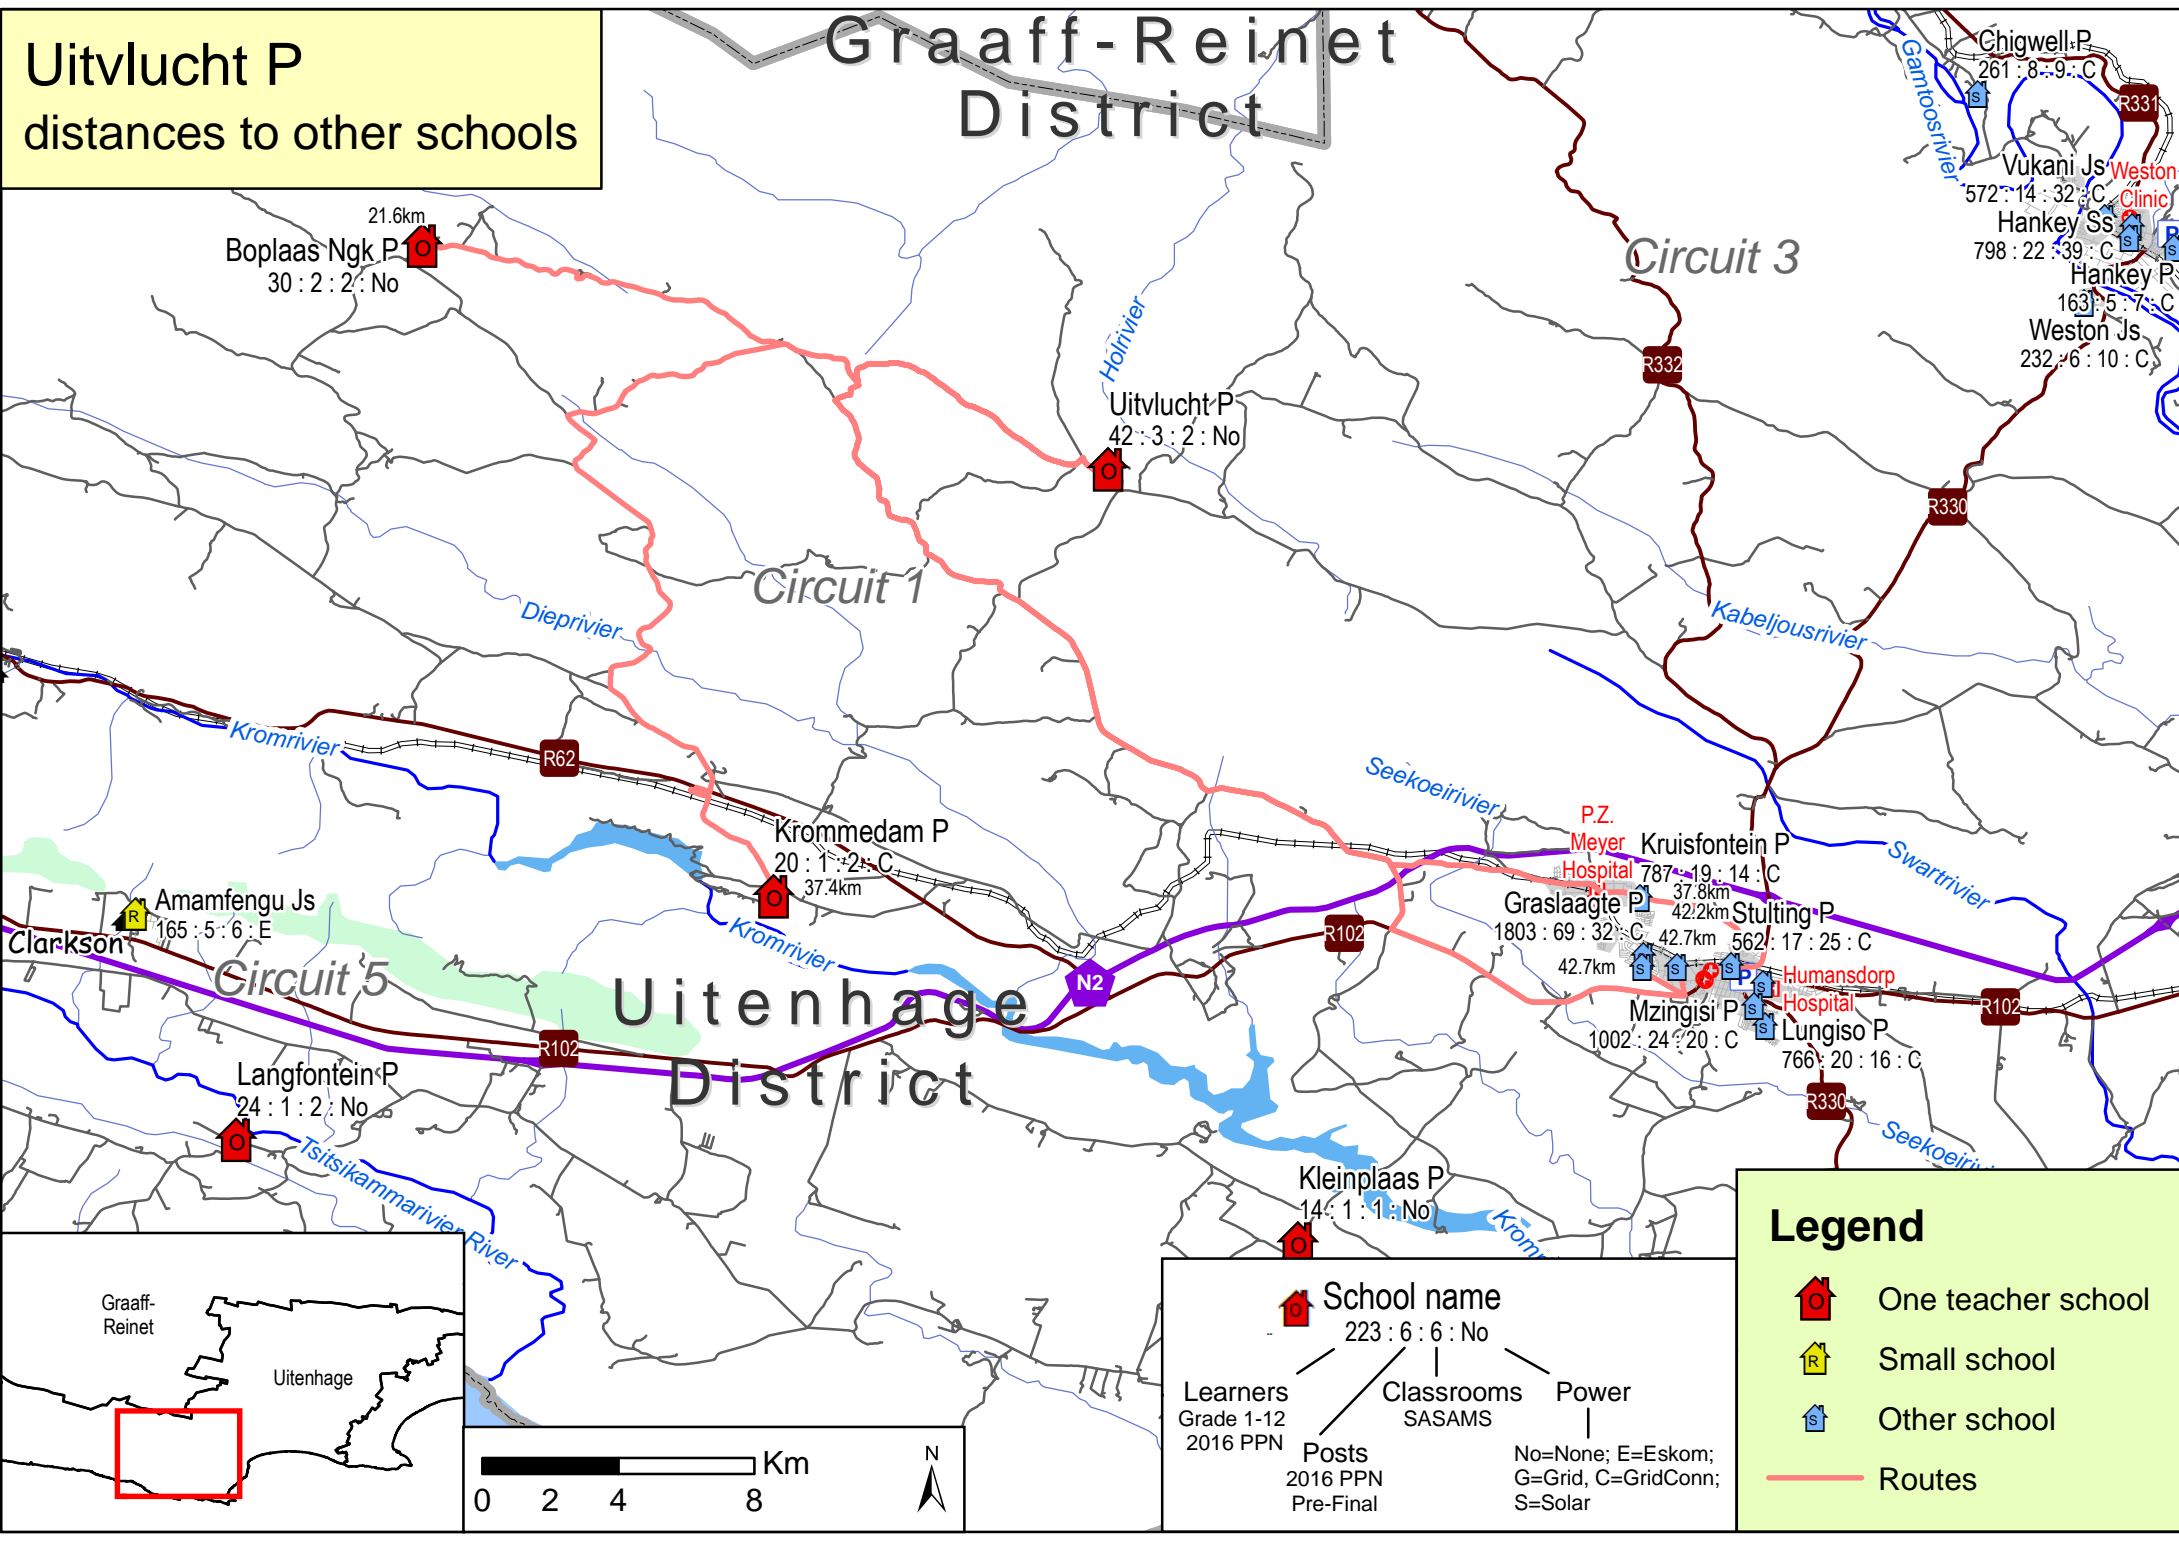 Uitvlucht P
distances to other schools
Graaff-Reinet
District
Chigwell P
261 : 8 : 9 : C
R331
Gamtoosrivier
Vukani Js
572 : 14 : 32 : C
Weston
Clinic
Hankey Ss
798 : 22 : 39 : C
P
Hankey P
163 : 5 : 7 : C
Weston Js
232 : 6 : 10 : C
21.6km
Boplaas Ngk P
30 : 2 : 2 : No
Circuit 3
Holrivier
R332
Uitvlucht P
42 : 3 : 2 : No
R330
Circuit 1
Dieprivier
Kabeljousrivier
Kromrivier
R62
Seekoeirivier
P.Z.
Meyer
Hospital
Kruisfontein P
787 : 19 : 14 : C
37.8km
Swartrivier
Krommedam P
20 : 1 : 2 : C
37.4km
Amamfengu Js
165 : 5 : 6 : E
Clarkson
Graslaagte P
1803 : 69 : 32 : C
42.2km
Stulting P
562 : 17 : 25 : C
42.7km
42.7km
R102
Kromrivier
Circuit 5
N2
P
Humansdorp
Hospital
R102
Uitenhage
District
Mzingisi P
1002 : 24 : 20 : C
Lungiso P
766 : 20 : 16 : C
R102
R330
Langfontein P
24 : 1 : 2 : No
Tsitsikammarivier River
Seekoeirivi
Kleinplaas P
14 : 1 : 1 : No
Kromr
Legend
O One teacher school
R Small school
S Other school
Routes
School name
223 : 6 : 6 : No
Learners
Grade 1-12
2016 PPN
Posts
2016 PPN
Pre-Final
Classrooms
SASAMS
Power
No=None; E=Eskom;
G=Grid, C=GridConn;
S=Solar
Graaff-
Reinet
Uitenhage
Km
0 2 4 8
N